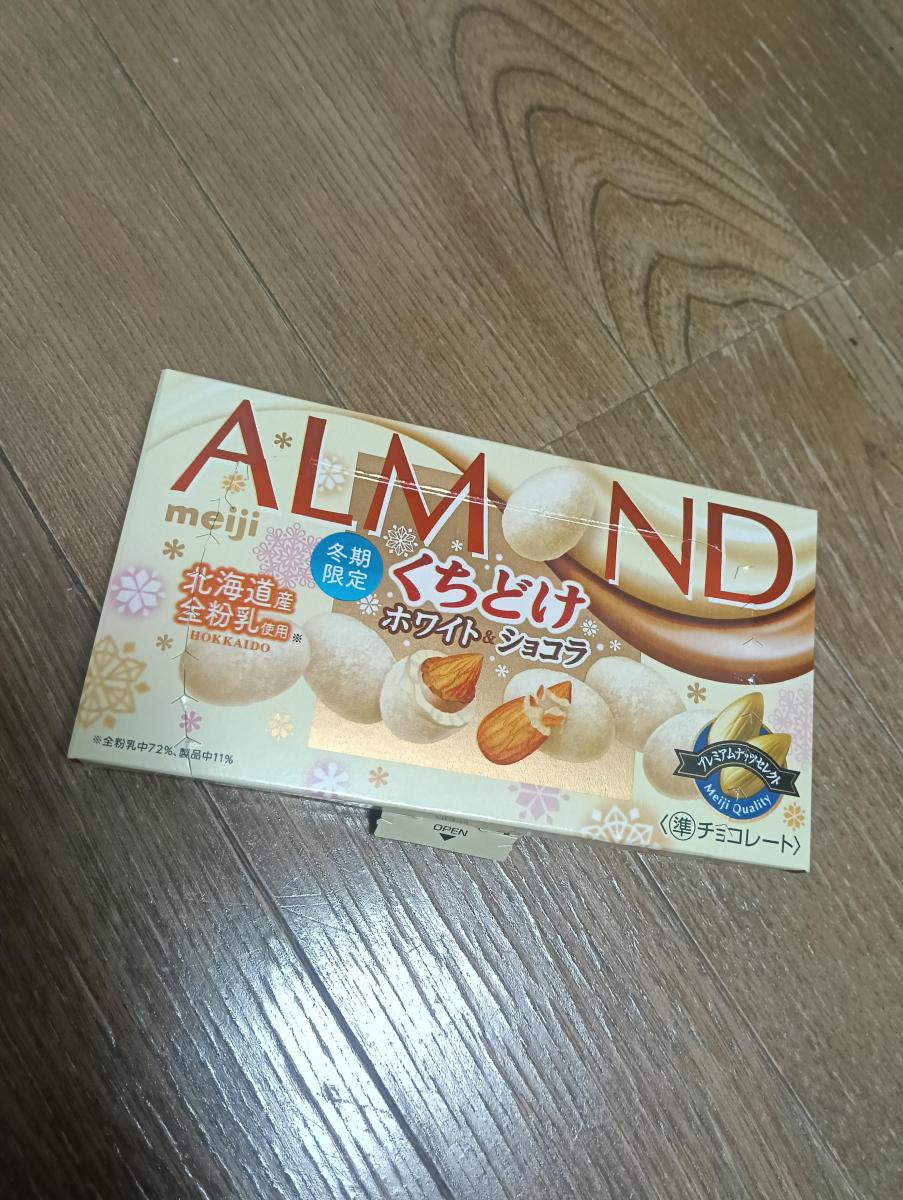 ALMOND
meiji
冬期
限定
くちどけ
ホワイト&ショコラ
北海道産
全粉乳使用※
HOKKAIDO
※全粉乳中72%、製品中11%
プレミアムナッツセレクト
Meiji Quality
〈準チョコレート〉
OPEN